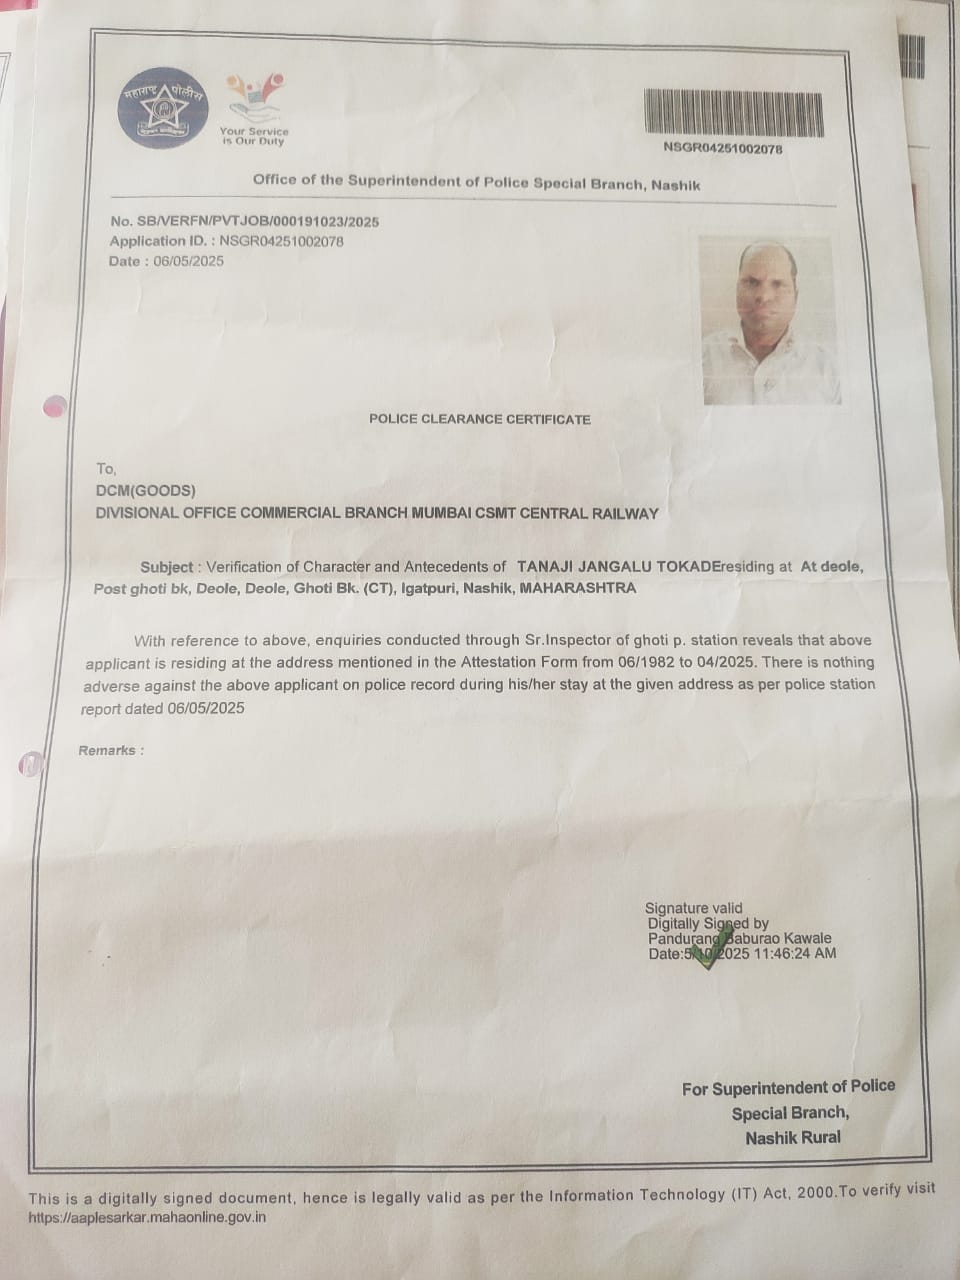 महाराष्ट्र पोलीस
Your Service
is Our Duty
NSGR04251002078
Office of the Superintendent of Police Special Branch, Nashik
No. SB/VERFN/PVTJOB/000191023/2025
Application ID. : NSGR04251002078
Date : 06/05/2025
POLICE CLEARANCE CERTIFICATE
To,
DCM(GOODS)
DIVISIONAL OFFICE COMMERCIAL BRANCH MUMBAI CSMT CENTRAL RAILWAY
Subject : Verification of Character and Antecedents of TANAJI JANGALU TOKADEresiding at At deole,
Post ghoti bk, Deole, Deole, Ghoti Bk. (CT), Igatpuri, Nashik, MAHARASHTRA
With reference to above, enquiries conducted through Sr.Inspector of ghoti p. station reveals that above
applicant is residing at the address mentioned in the Attestation Form from 06/1982 to 04/2025. There is nothing
adverse against the above applicant on police record during his/her stay at the given address as per police station
report dated 06/05/2025
Remarks :
Signature valid
Digitally Signed by
Pandurang Baburao Kawale
Date:5/10/2025 11:46:24 AM
For Superintendent of Police
Special Branch,
Nashik Rural
This is a digitally signed document, hence is legally valid as per the Information Technology (IT) Act, 2000.To verify visit
https://aaplesarkar.mahaonline.gov.in